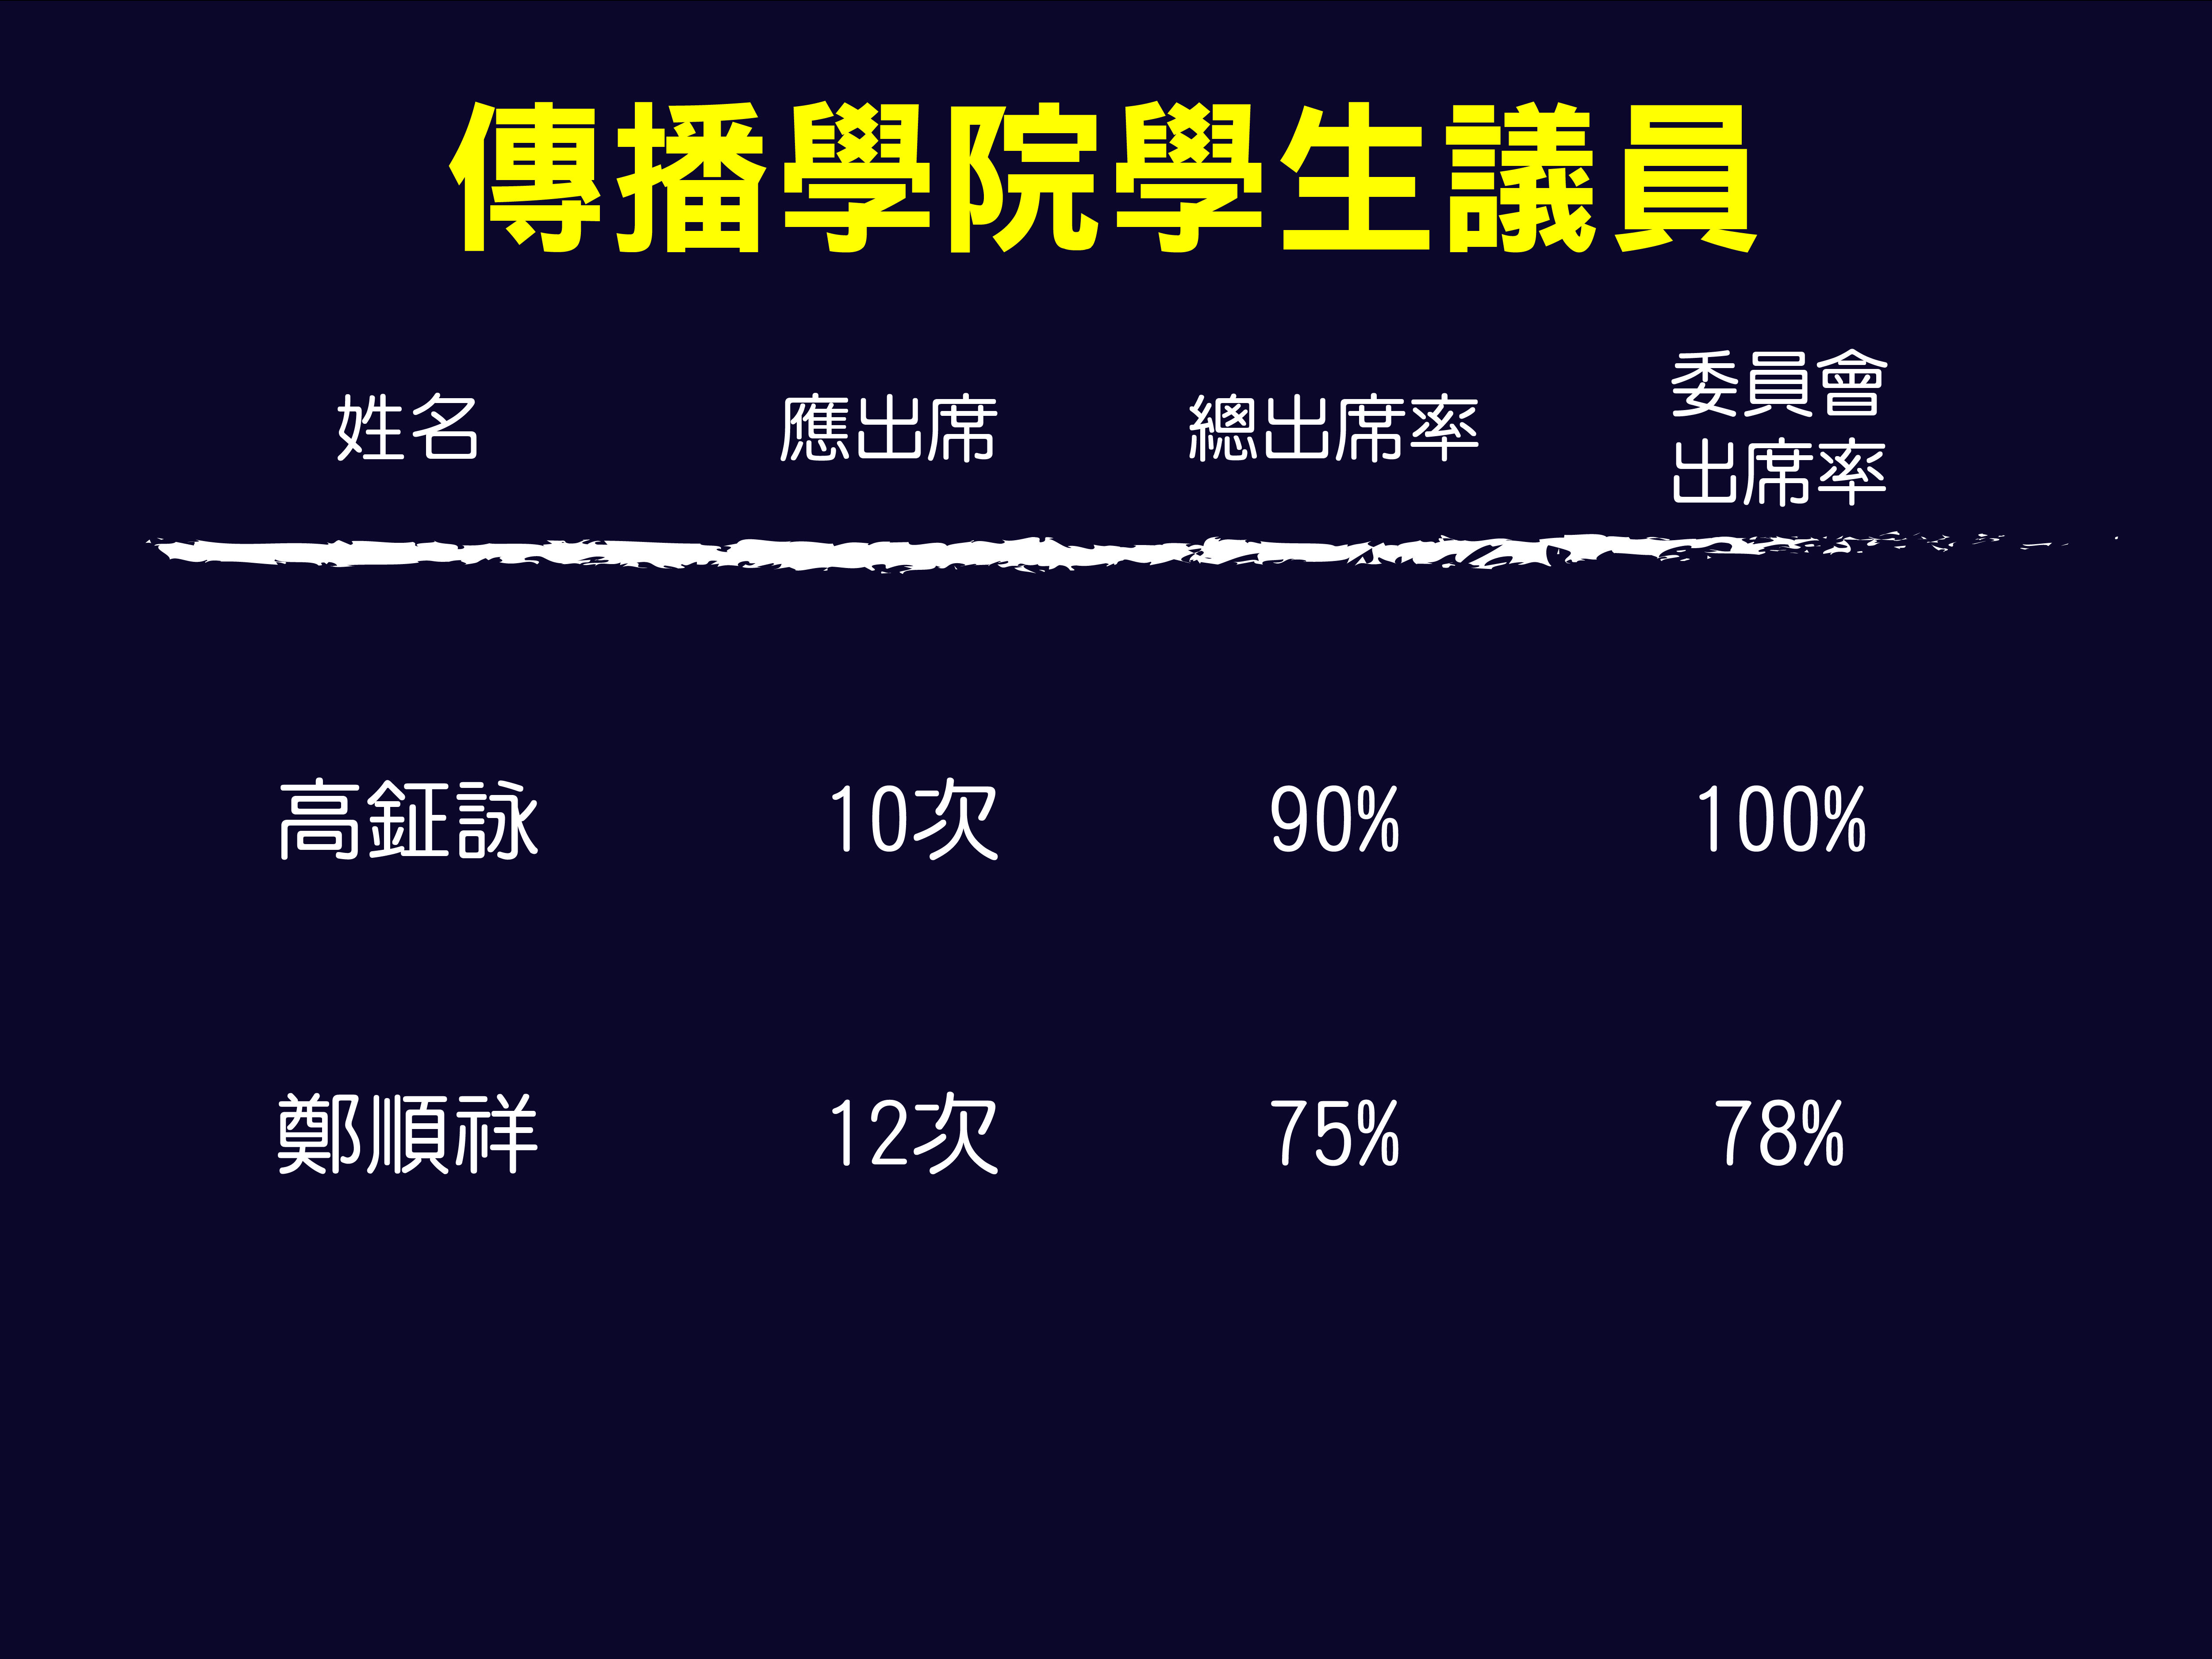 傳播學院學生議員
姓名 應出席 總出席率 委員會
出席率
高鉦詠 10次 90% 100%
鄭順祥 12次 75% 78%